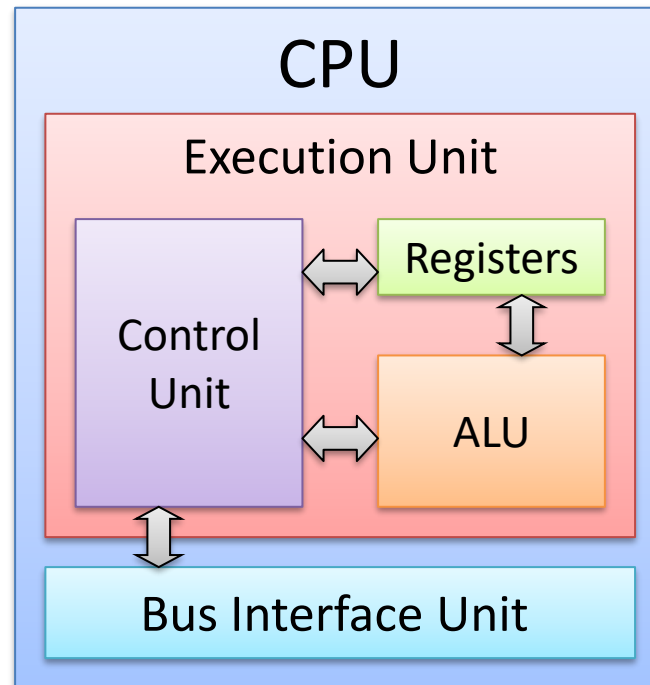 CPU
Execution Unit
Registers
Control
Unit
ALU
Bus Interface Unit